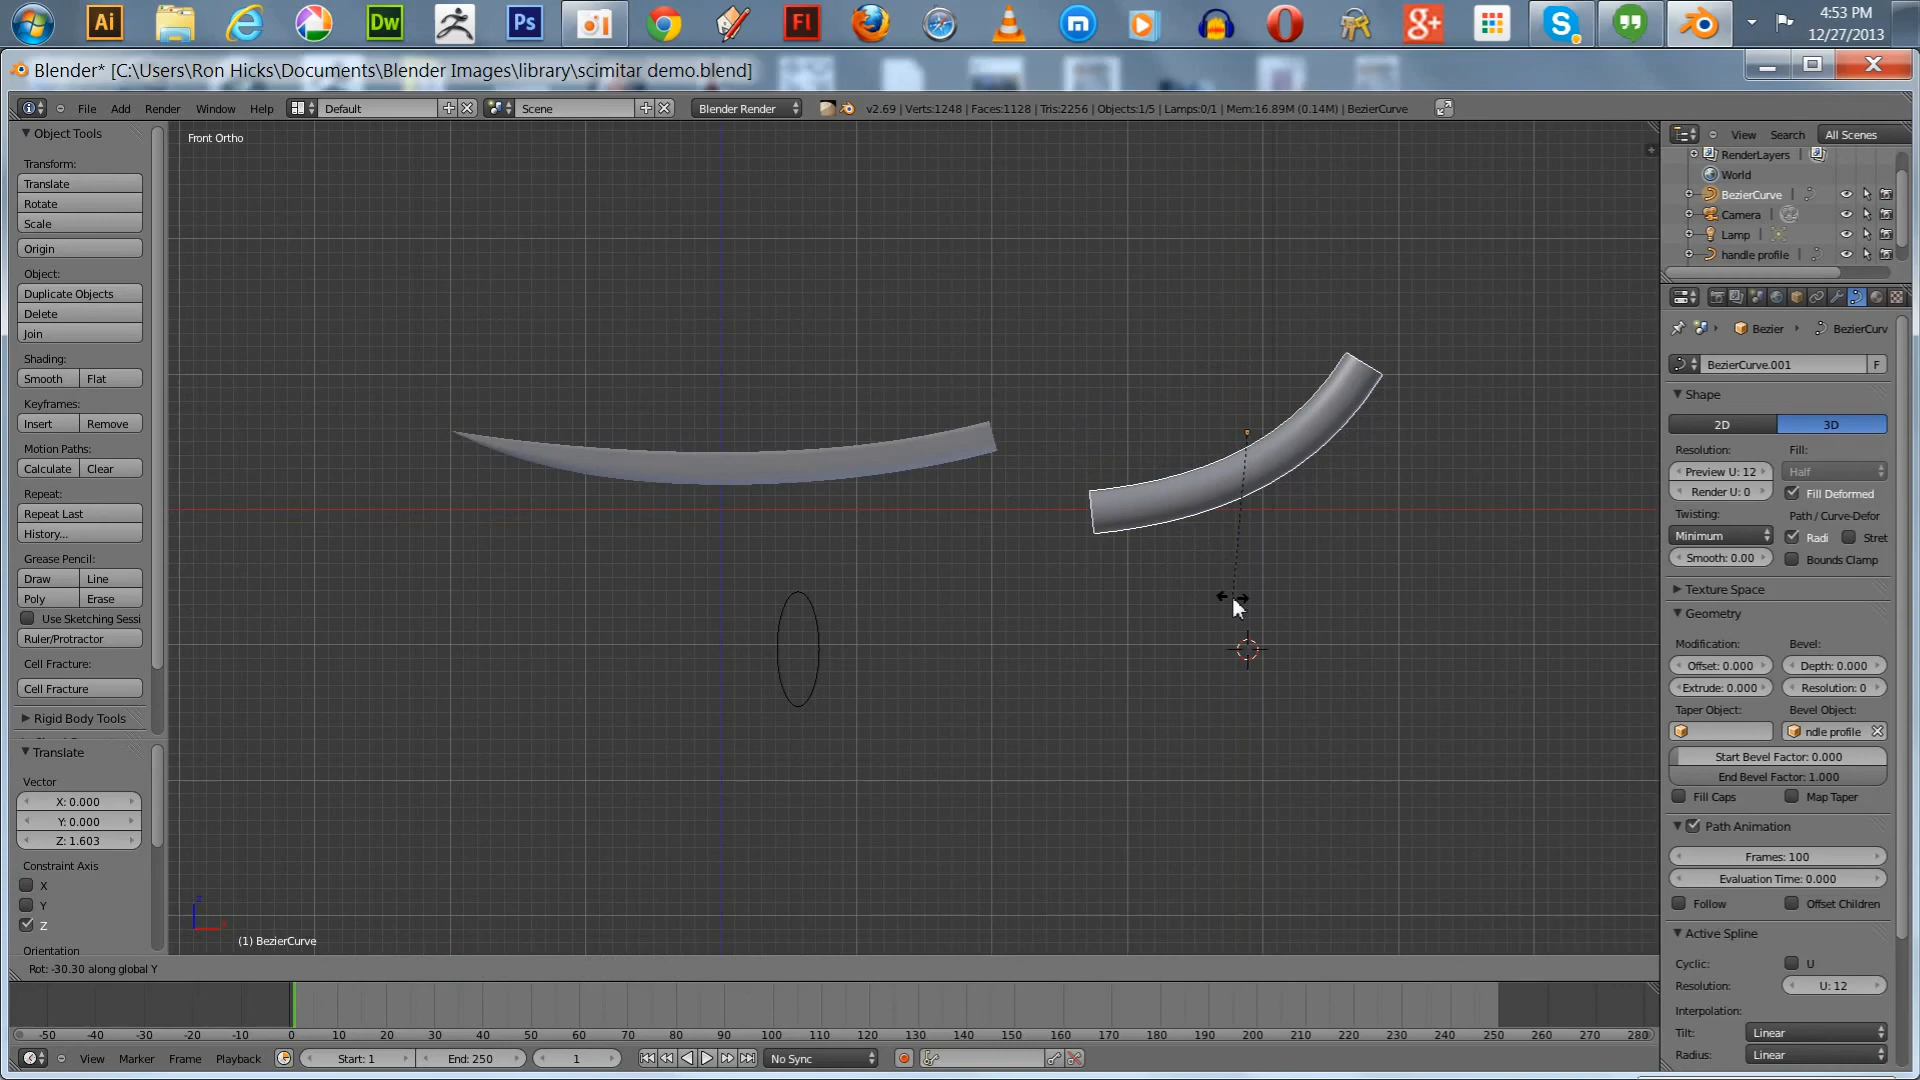 Ai
Dw
Ps
Fl
m
g+
4:53 PM
12/27/2013
Blender* [C:\Users\Ron Hicks\Documents\Blender Images\library\scimitar demo.blend]
File Add Render Window Help
Default
Scene
Blender Render
v2.69 | Verts:1248 | Faces:1128 | Tris:2256 | Objects:1/5 | Lamps:0/1 | Mem:16.89M (0.14M) | BezierCurve
Object Tools
Transform:
Translate
Rotate
Scale
Origin
Object:
Duplicate Objects
Delete
Join
Shading:
Smooth Flat
Keyframes:
Insert Remove
Motion Paths:
Calculate Clear
Repeat:
Repeat Last
History...
Grease Pencil:
Draw Line
Poly Erase
Use Sketching Sessi
Ruler/Protractor
Cell Fracture:
Cell Fracture
Rigid Body Tools
Translate
Vector
X: 0.000
Y: 0.000
Z: 1.603
Constraint Axis
X
Y
Z
Orientation
Front Ortho
(1) BezierCurve
Rot: -30.30 along global Y
View Search All Scenes
RenderLayers
World
BezierCurve
Camera
Lamp
handle profile
Bezier BezierCurv
BezierCurve.001 F
Shape
2D 3D
Resolution: Fill:
Preview U: 12 Half
Render U: 0 Fill Deformed
Twisting: Path / Curve-Defor
Minimum Radi Stret
Smooth: 0.00 Bounds Clamp
Texture Space
Geometry
Modification: Bevel:
Offset: 0.000 Depth: 0.000
Extrude: 0.000 Resolution: 0
Taper Object: Bevel Object:
ndle profile
Start Bevel Factor: 0.000
End Bevel Factor: 1.000
Fill Caps Map Taper
Path Animation
Frames: 100
Evaluation Time: 0.000
Follow Offset Children
Active Spline
Cyclic: U
Resolution: U: 12
Interpolation:
Tilt: Linear
Radius: Linear
-50 -40 -30 -20 -10 0 10 20 30 40 50 60 70 80 90 100 110 120 130 140 150 160 170 180 190 200 210 220 230 240 250 260 270 280
View Marker Frame Playback Start: 1 End: 250 1 No Sync